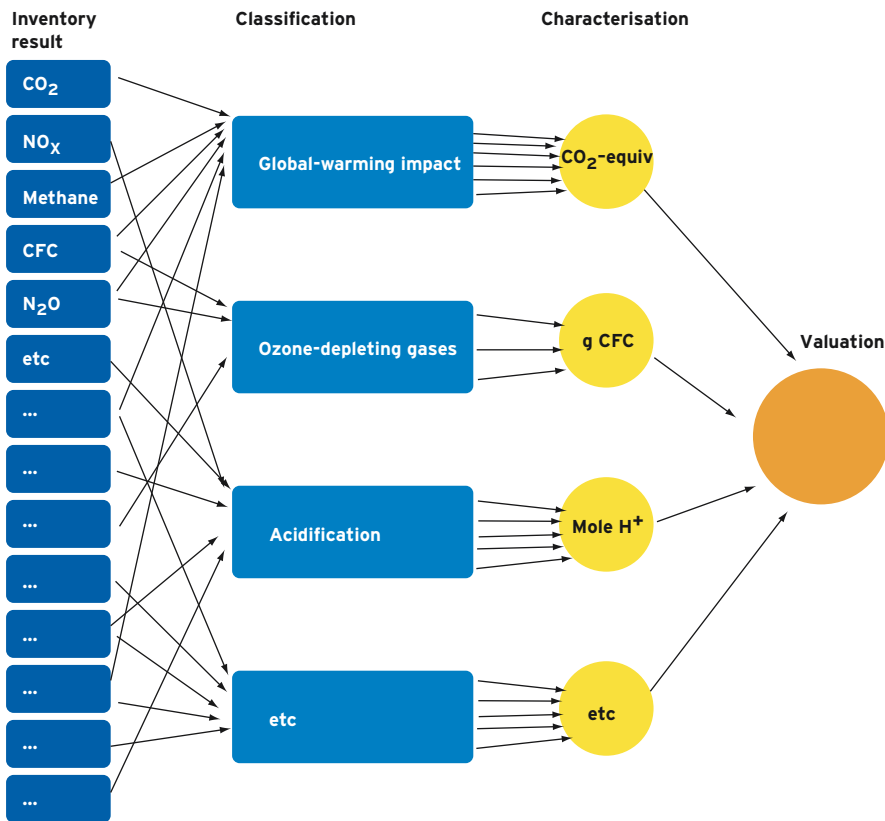 Inventory
result
Classification
Characterisation
CO₂
NOₓ
Methane
CFC
N₂O
etc
...
...
...
...
...
...
...
...
Global-warming impact
Ozone-depleting gases
Acidification
etc
CO₂-equiv
g CFC
Mole H⁺
etc
Valuation